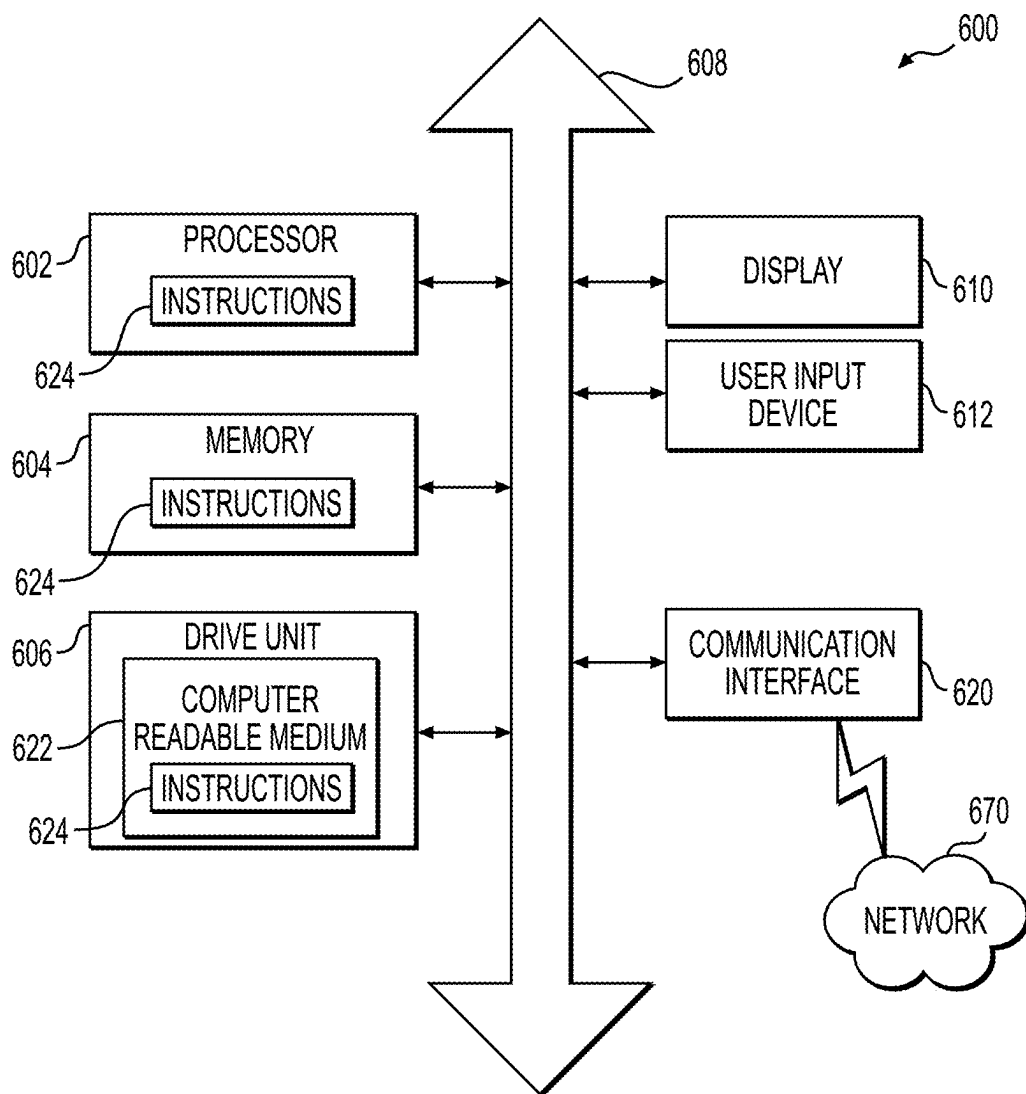 600
608
PROCESSOR
602
INSTRUCTIONS
624
DISPLAY
610
USER INPUT
DEVICE
612
MEMORY
604
INSTRUCTIONS
624
DRIVE UNIT
606
COMPUTER
READABLE MEDIUM
622
INSTRUCTIONS
624
COMMUNICATION
INTERFACE
620
670
NETWORK